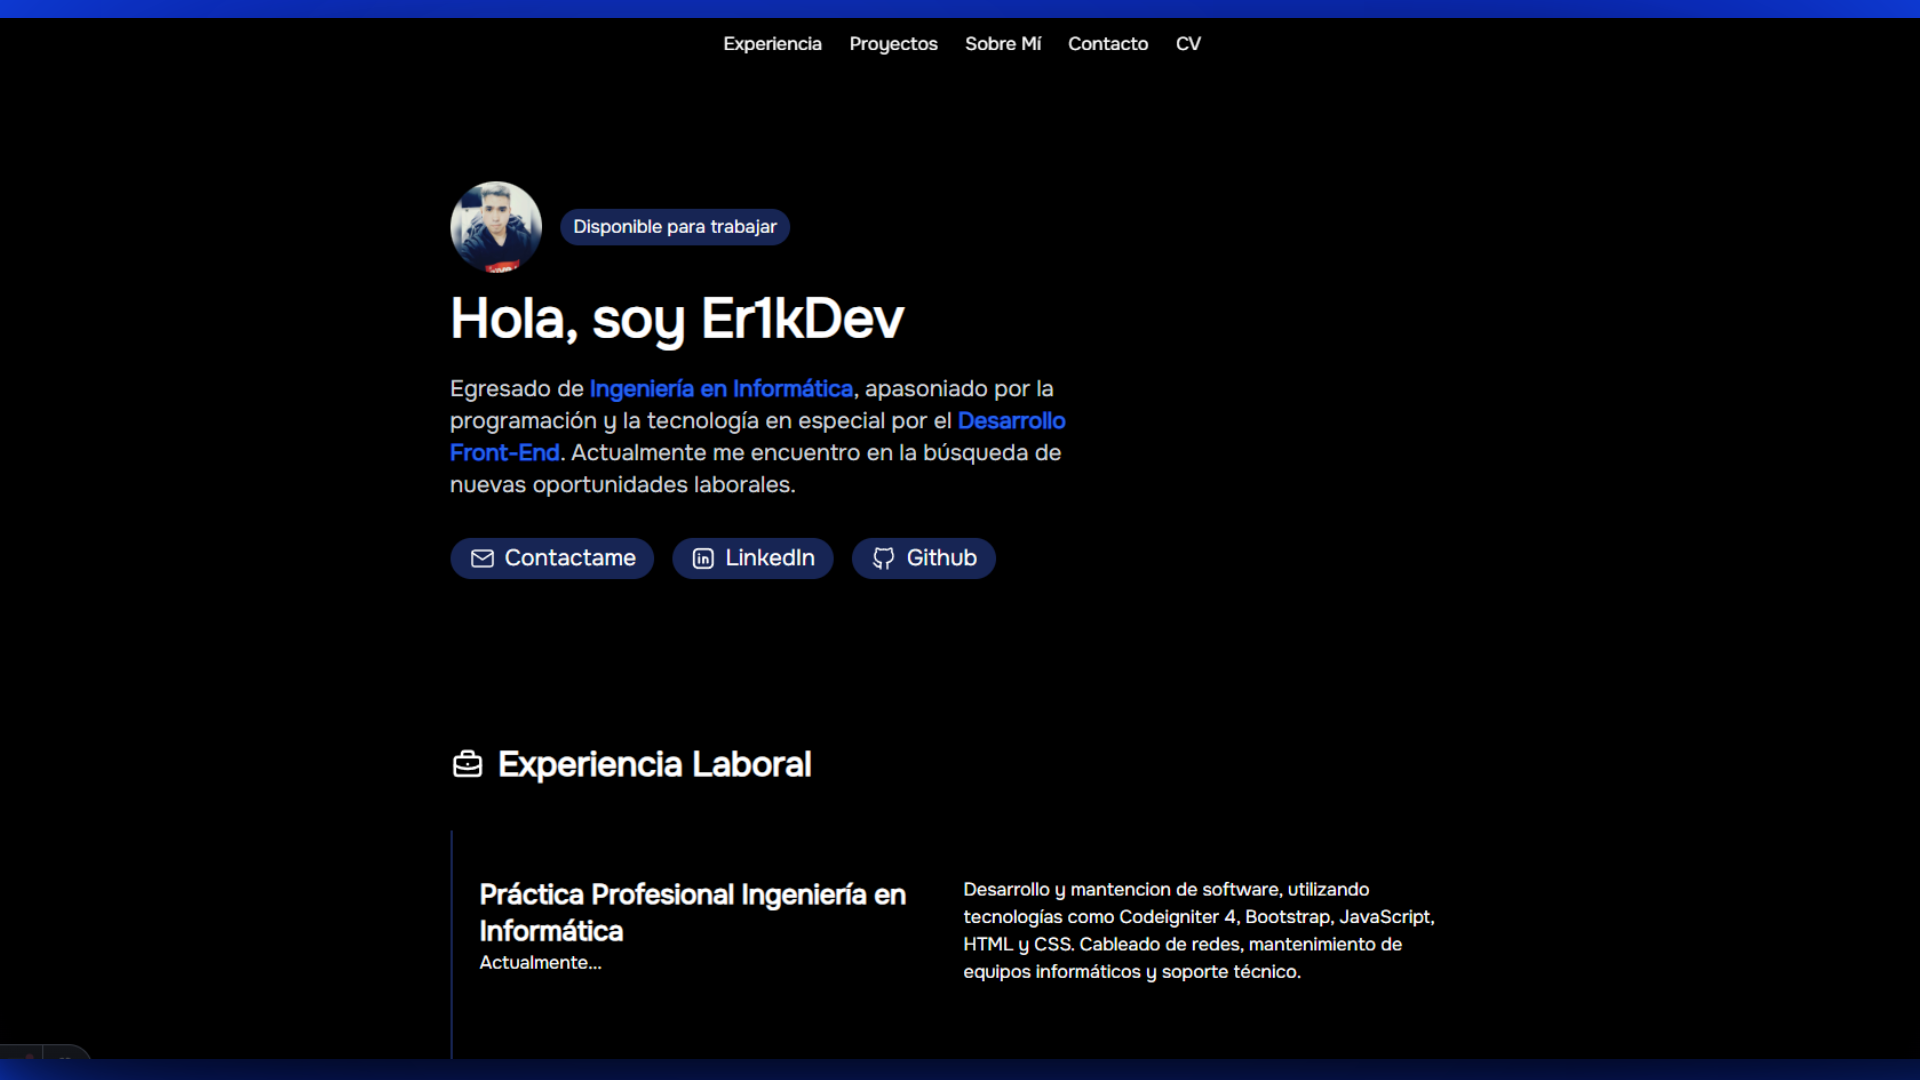 Experiencia Proyectos Sobre Mí Contacto CV
Disponible para trabajar
Hola, soy Er1kDev
Egresado de Ingeniería en Informática, apasoniado por la
programación y la tecnología en especial por el Desarrollo
Front-End. Actualmente me encuentro en la búsqueda de
nuevas oportunidades laborales.
Contactame LinkedIn Github
Experiencia Laboral
Práctica Profesional Ingeniería en
Informática
Actualmente...
Desarrollo y mantencion de software, utilizando
tecnologías como Codeigniter 4, Bootstrap, JavaScript,
HTML y CSS. Cableado de redes, mantenimiento de
equipos informáticos y soporte técnico.